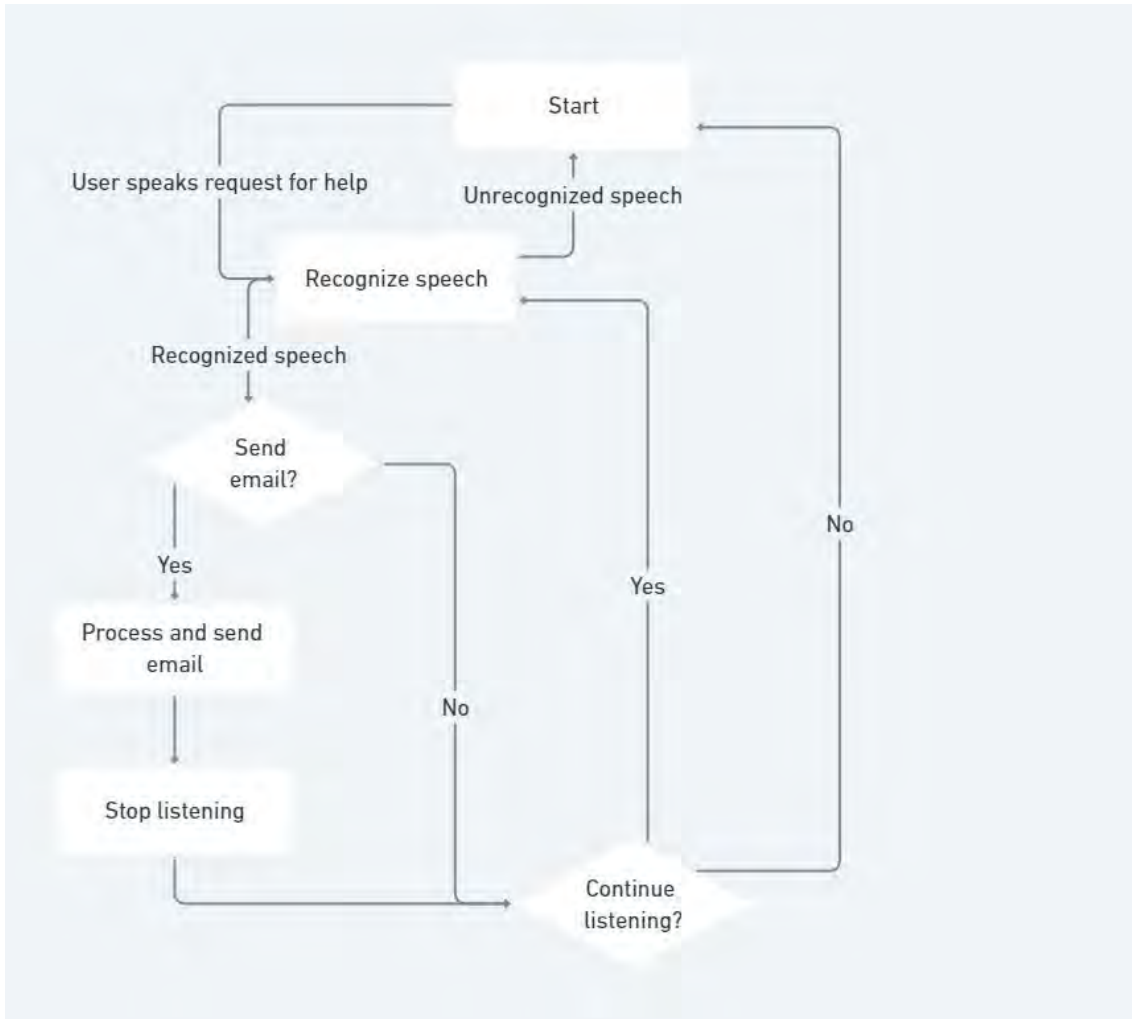 Start
User speaks request for help
Unrecognized speech
Recognize speech
Recognized speech
Send
email?
No
Yes
Yes
Process and send
email
No
Stop listening
Continue
listening?